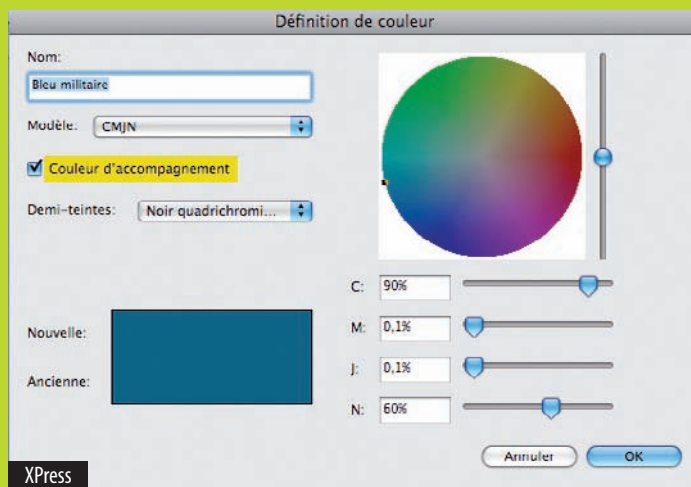 Définition de couleur
Nom:
Bleu militaire
Modèle: CMJN
Couleur d'accompagnement
Demi-teintes: Noir quadrichromi...
Nouvelle:
Ancienne:
C: 90%
M: 0,1%
J: 0,1%
N: 60%
Annuler OK
XPress